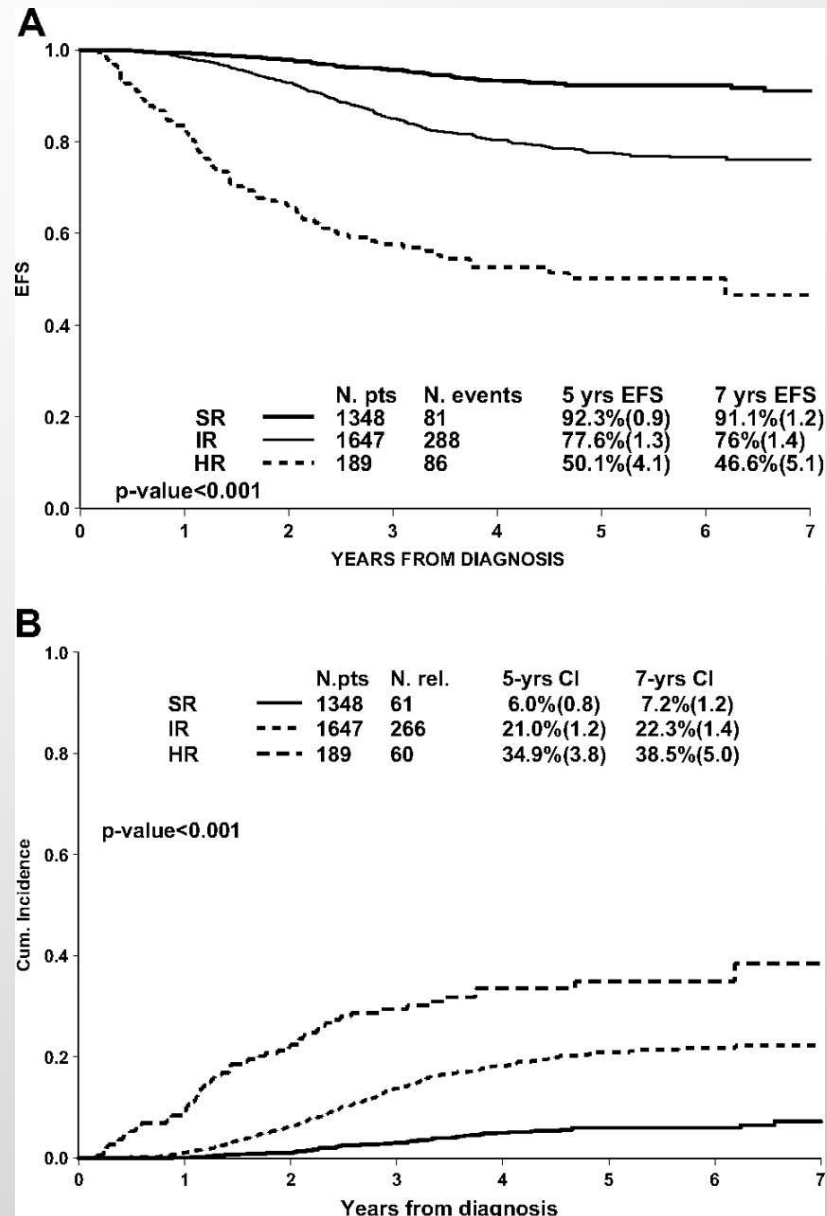 A
1.0
0.8
0.6
EFS
0.4
N. pts N. events 5 yrs EFS 7 yrs EFS
0.2
SR 1348 81 92.3%(0.9) 91.1%(1.2)
IR 1647 288 77.6%(1.3) 76%(1.4)
HR 189 86 50.1%(4.1) 46.6%(5.1)
p-value<0.001
0.0
0 1 2 3 4 5 6 7
YEARS FROM DIAGNOSIS
B
1.0
N.pts N. rel. 5-yrs CI 7-yrs CI
SR 1348 61 6.0%(0.8) 7.2%(1.2)
IR 1647 266 21.0%(1.2) 22.3%(1.4)
HR 189 60 34.9%(3.8) 38.5%(5.0)
0.8
p-value<0.001
0.6
Cum. Incidence
0.4
0.2
0.0
0 1 2 3 4 5 6 7
Years from diagnosis